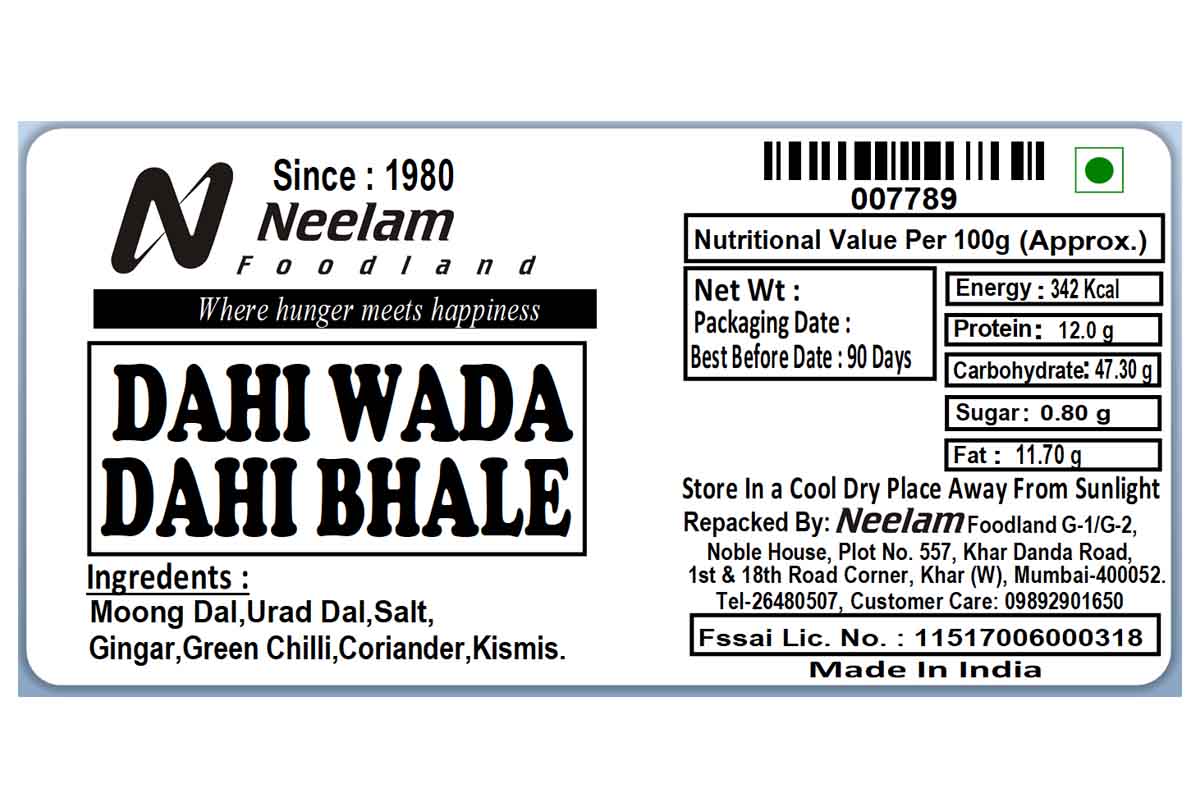 Since : 1980
Neelam
Foodland
Where hunger meets happiness
DAHI WADA
DAHI BHALE
Ingredents :
Moong Dal,Urad Dal,Salt,
Gingar,Green Chilli,Coriander,Kismis.
007789
Nutritional Value Per 100g (Approx.)
Net Wt :
Packaging Date :
Best Before Date : 90 Days
Energy : 342 Kcal
Protein: 12.0 g
Carbohydrate: 47.30 g
Sugar: 0.80 g
Fat : 11.70 g
Store In a Cool Dry Place Away From Sunlight
Repacked By: Neelam Foodland G-1/G-2,
Noble House, Plot No. 557, Khar Danda Road,
1st & 18th Road Corner, Khar (W), Mumbai-400052.
Tel-26480507, Customer Care: 09892901650
Fssai Lic. No. : 11517006000318
Made In India